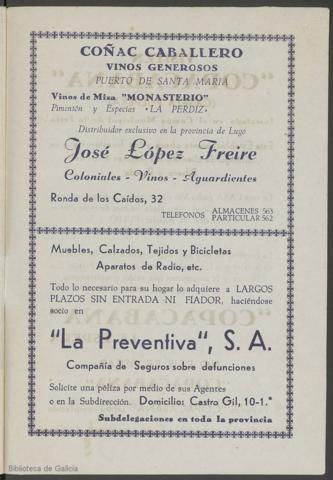 COÑAC CABALLERO
VINOS GENEROSOS
PUERTO DE SANTA MARIA
Vinos de Misa "MONASTERIO"
Pimentón y Especias «LA PERDIZ»
Distribuidor exclusivo en la provincia de Lugo
José López Freire
Coloniales - Vinos - Aguardientes
Ronda de los Caídos, 32
TELEFONOS ALMACENES 563
PARTICULAR 562
Muebles, Calzados, Tejidos y Bicicletas
Aparatos de Radio, etc.
Todo lo necesario para su hogar lo adquiere a LARGOS
PLAZOS SIN ENTRADA NI FIADOR, haciéndose
socio en
"La Preventiva", S. A.
Compañía de Seguros sobre defunciones
Solicite una póliza por medio de sus Agentes
o en la Subdirección. Domicilio: Castro Gil, 10-1.°
Subdelegaciones en toda la provincia
Biblioteca de Galicia